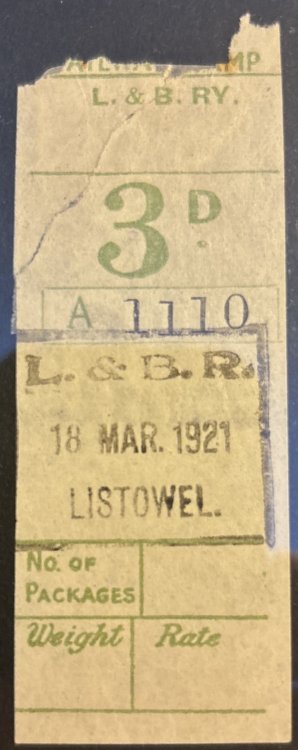 L. & B. RY.
3D.
A 1110
L. & B. R.
18 MAR. 1921
LISTOWEL.
No. OF
PACKAGES
Weight Rate